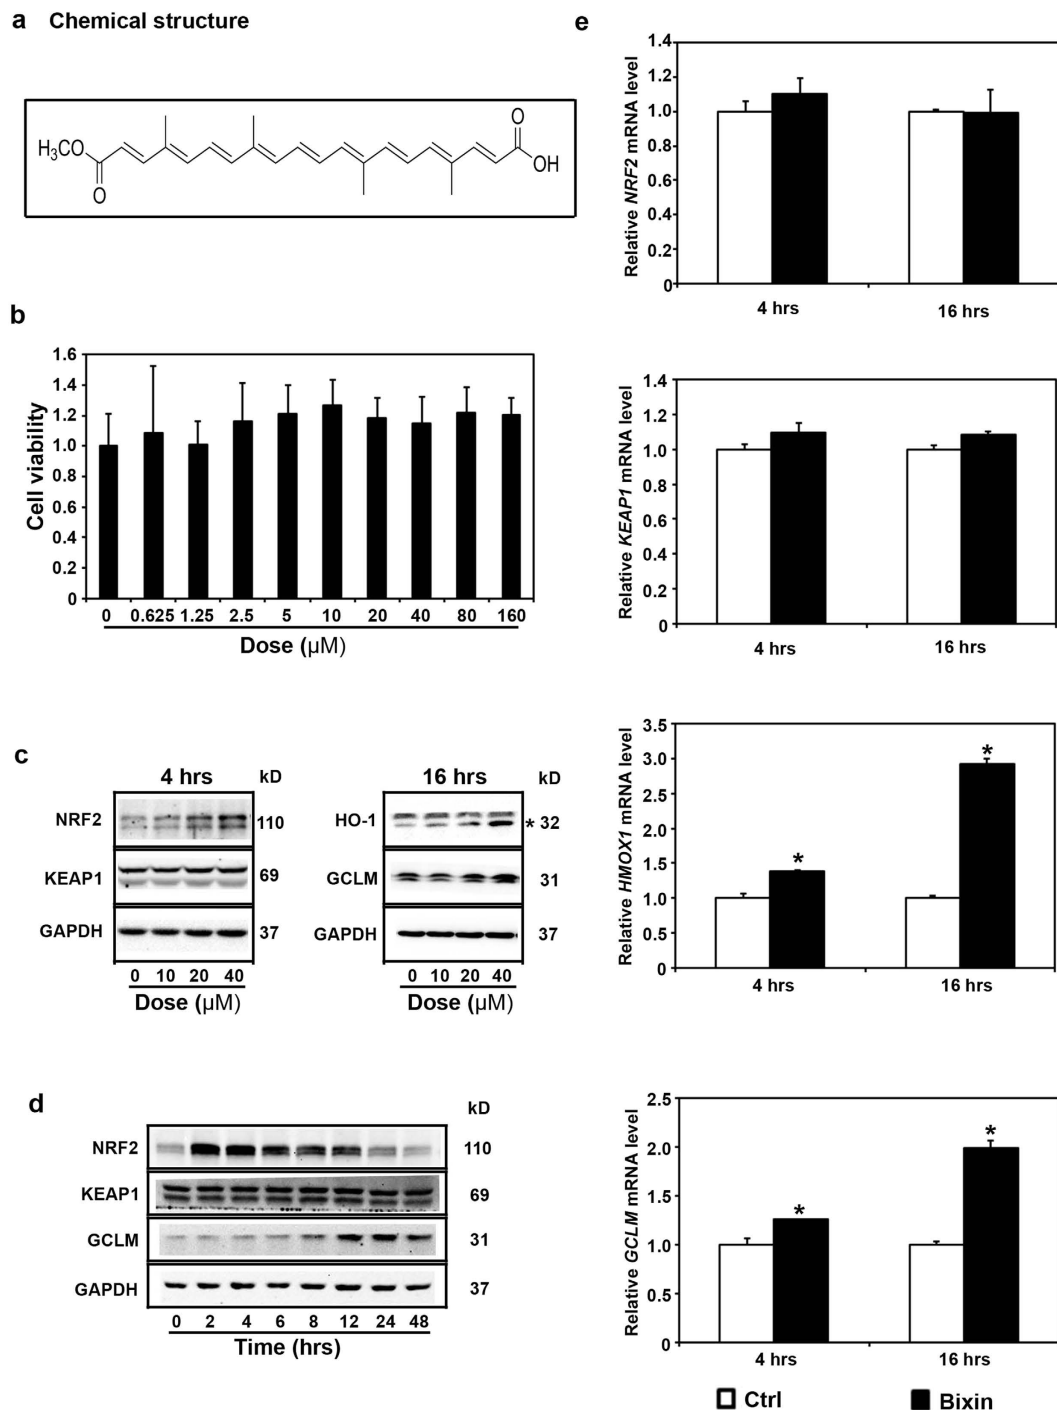 a Chemical structure
H3CO
O
O
OH
b
Cell viability
1.6
1.4
1.2
1.0
0.8
0.6
0.4
0.2
0
0 0.625 1.25 2.5 5 10 20 40 80 160
Dose (µM)
c
4 hrs kD
NRF2 110
KEAP1 69
GAPDH 37
0 10 20 40
Dose (µM)
16 hrs kD
HO-1 * 32
GCLM 31
GAPDH 37
0 10 20 40
Dose (µM)
d
kD
NRF2 110
KEAP1 69
GCLM 31
GAPDH 37
0 2 4 6 8 12 24 48
Time (hrs)
e
Relative NRF2 mRNA level
1.4
1.2
1.0
0.8
0.6
0.4
0.2
0
4 hrs 16 hrs
Relative KEAP1 mRNA level
1.4
1.2
1.0
0.8
0.6
0.4
0.2
0
4 hrs 16 hrs
Relative HMOX1 mRNA level
3.5
3.0
2.5
2.0
1.5
1.0
0.5
0
* *
4 hrs 16 hrs
Relative GCLM mRNA level
2.5
2.0
1.5
1.0
0.5
0
* *
4 hrs 16 hrs
Ctrl Bixin